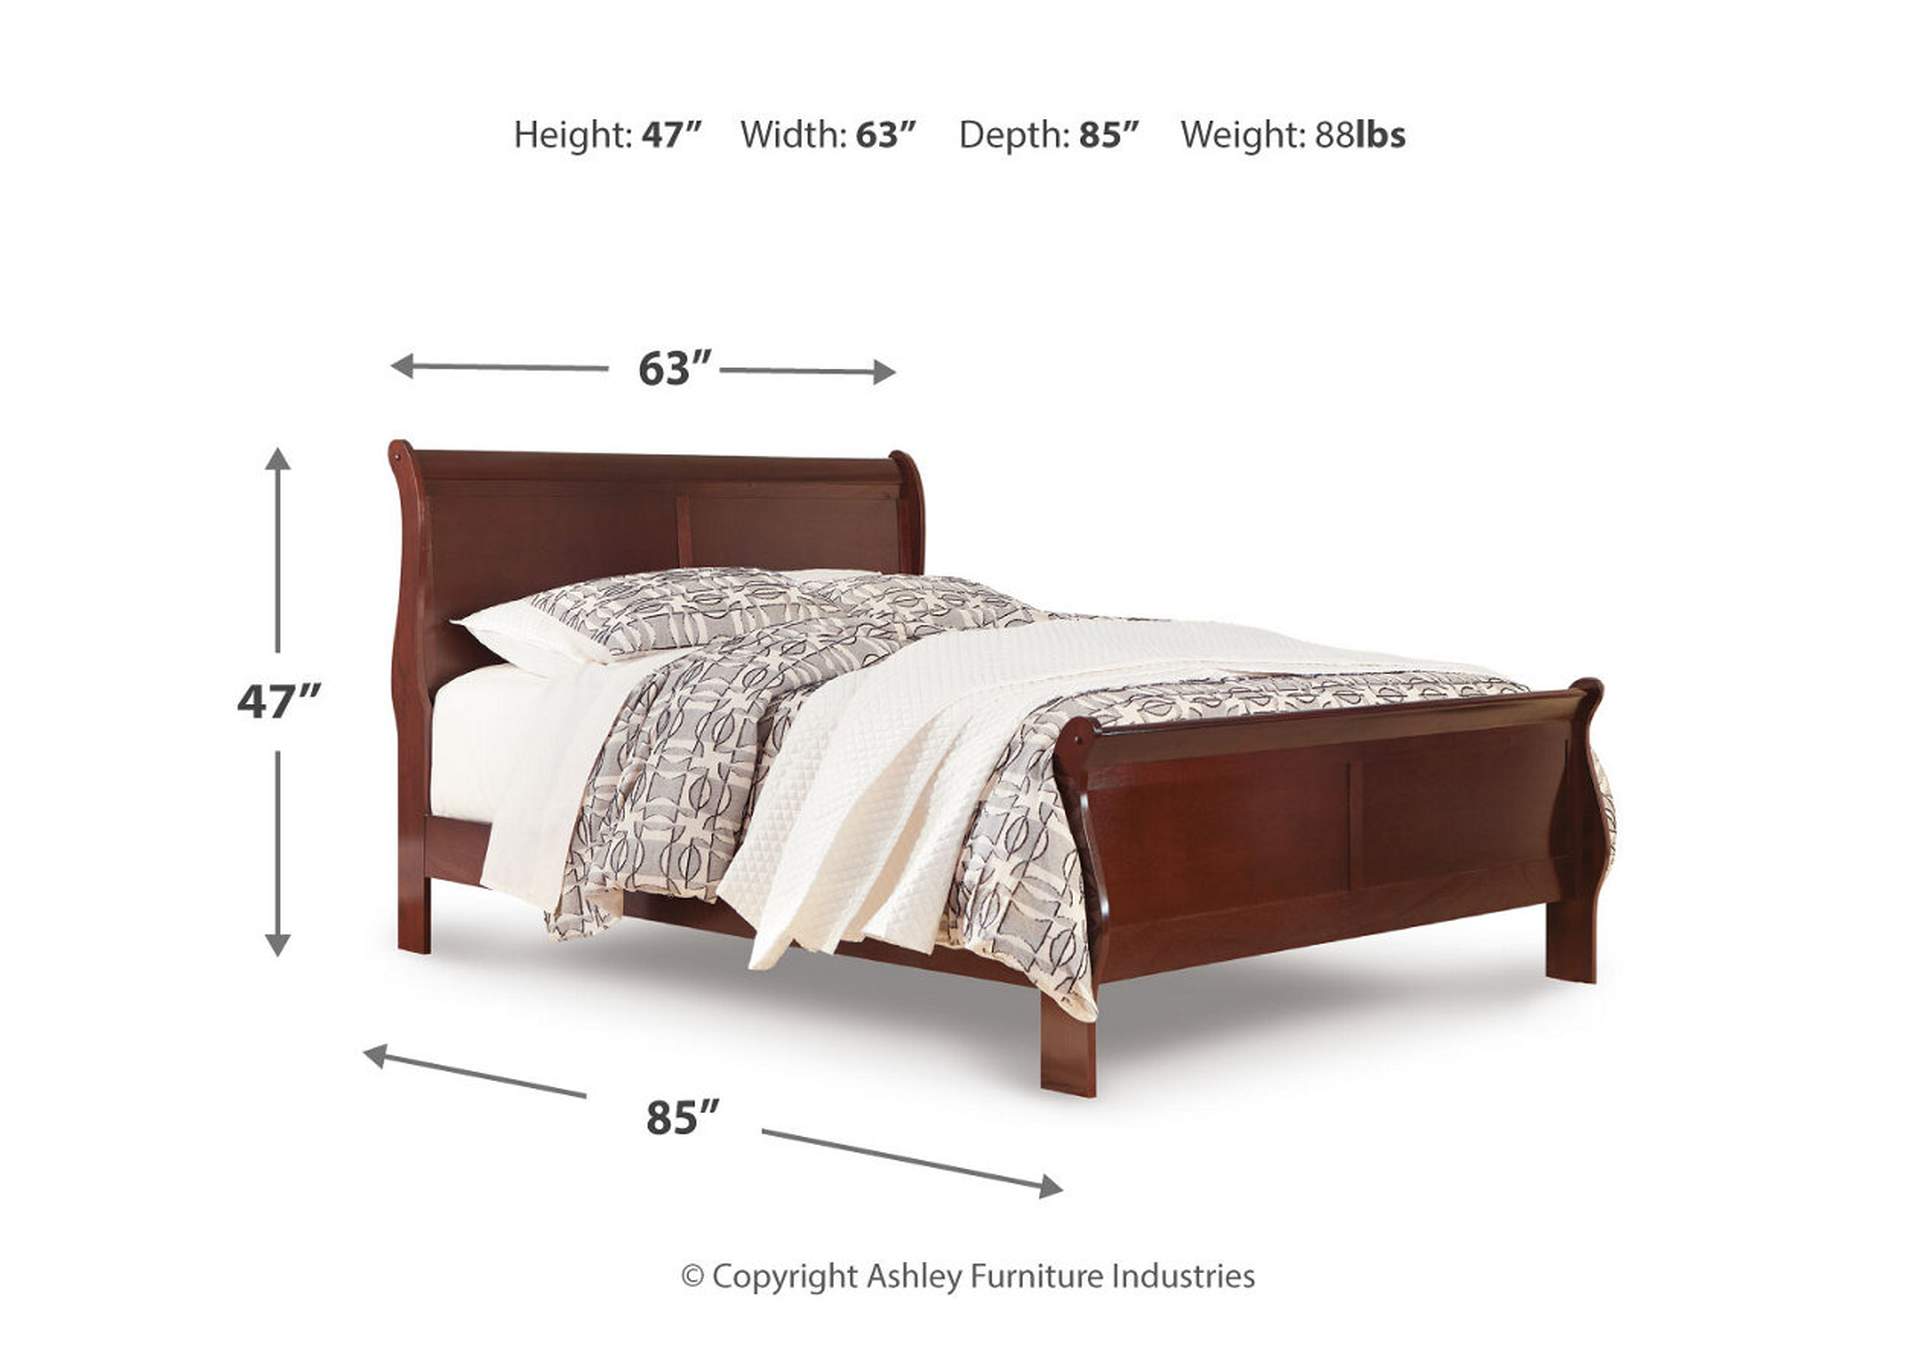 Height: 47” Width: 63” Depth: 85” Weight: 88lbs
63”
47”
85”
© Copyright Ashley Furniture Industries